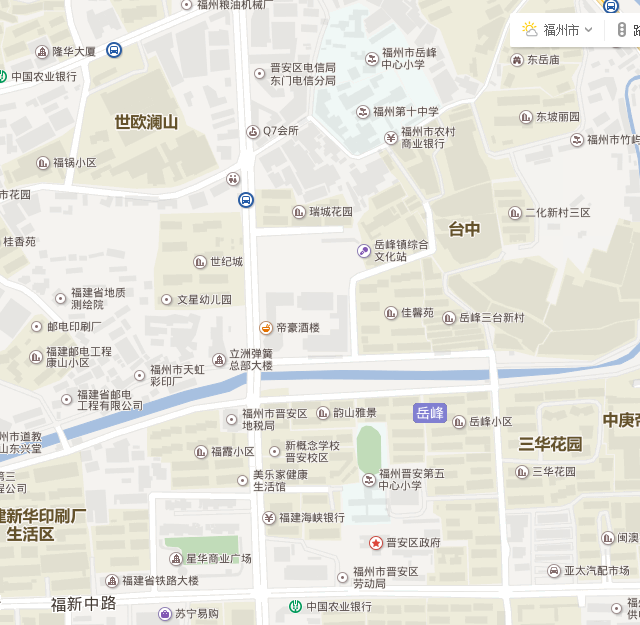 福州粮油机械厂
福州市
路
隆华大厦
福州市岳峰
中心小学
东岳庙
中国农业银行
晋安区电信局
东门电信分局
世欧澜山
福州第十中学
东坡丽园
Q7会所
福州市农村
商业银行
福州市竹屿
福锅小区
市花园
瑞城花园
二化新村三区
台中
桂香苑
岳峰镇综合
文化站
世纪城
福建省地质
测绘院
文星幼儿园
佳馨苑
岳峰三台新村
邮电印刷厂
帝豪酒楼
福建邮电工程
康山小区
立洲弹簧
总部大楼
福州市天虹
彩印厂
福建省邮电
工程有限公司
福州市晋安区
地税局
韵山雅景
岳峰
岳峰小区
中庚帝
州市道教
山东兴堂
三华花园
福霞小区
新概念学校
晋安校区
三华花园
第三
程公司
美乐家健康
生活馆
福州晋安第五
中心小学
建新华印刷厂
生活区
福建海峡银行
晋安区政府
闽澳
星华商业广场
福建省铁路大楼
福州市晋安区
劳动局
亚太汽配市场
福新中路
苏宁易购
中国农业银行
福州
供电